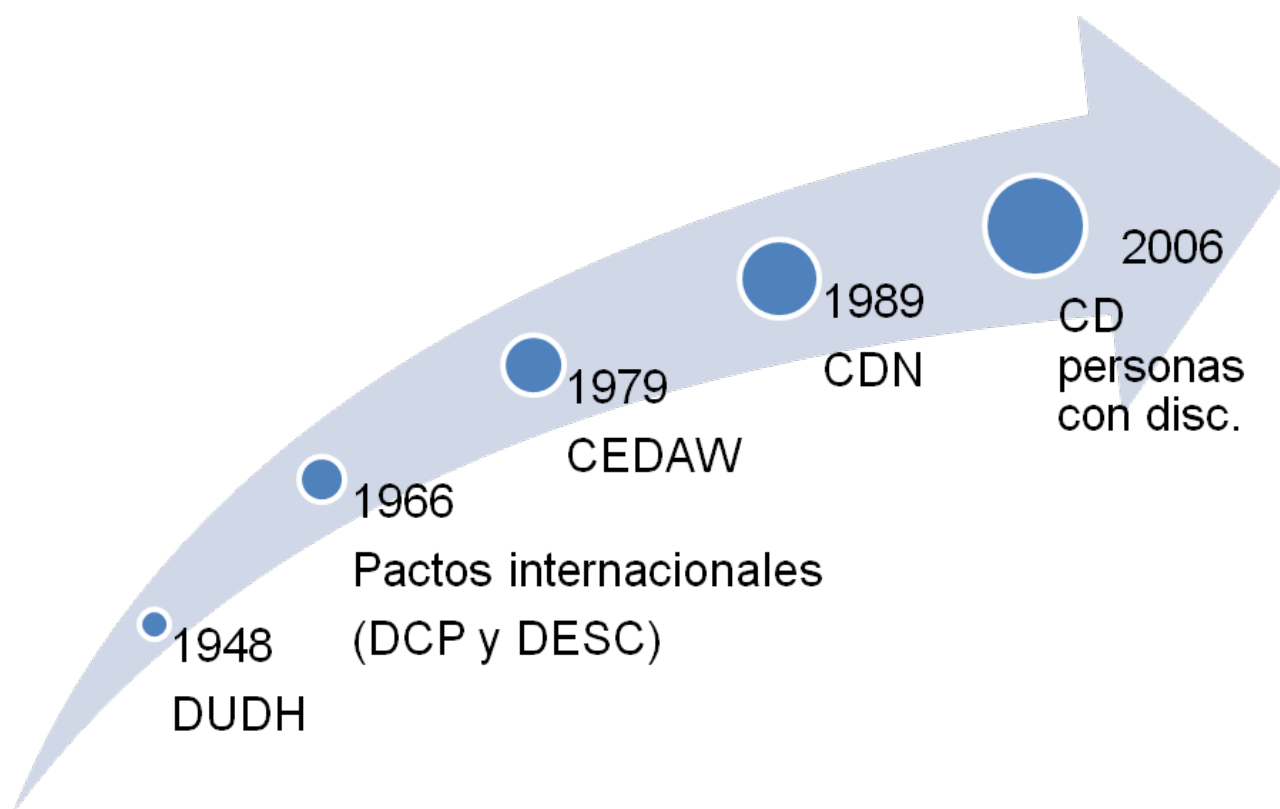 1948
DUDH
1966
Pactos internacionales
(DCP y DESC)
1979
CEDAW
1989
CDN
2006
CD
personas
con disc.